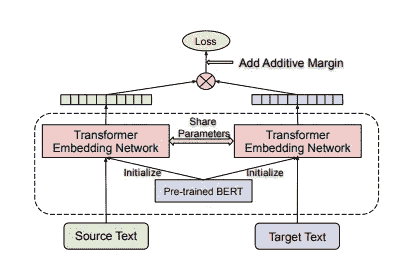 Loss
Add Additive Margin
Transformer
Embedding Network
Share
Parameters
Transformer
Embedding Network
Initialize
Initialize
Pre-trained BERT
Source Text
Target Text